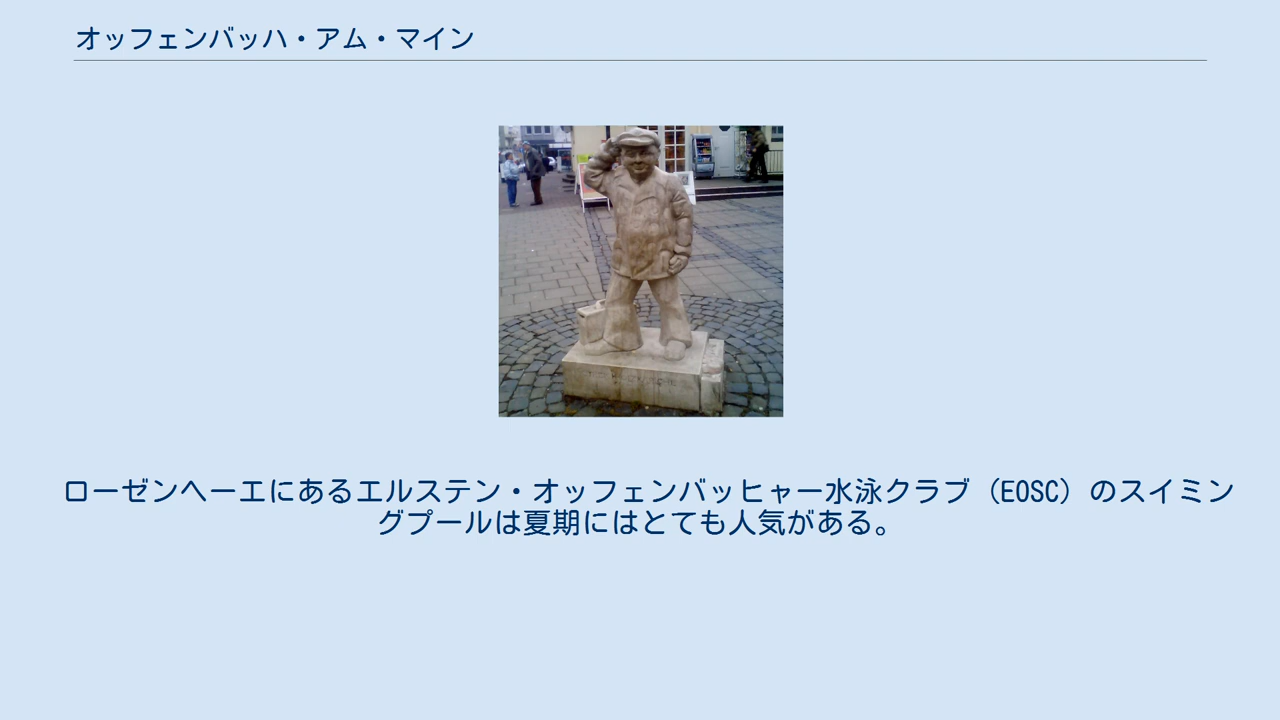 オッフェンバッハ・アム・マイン
ローゼンヘーエにあるエルステン・オッフェンバッヒャー水泳クラブ（EOSC）のスイミン
グプールは夏期にはとても人気がある。